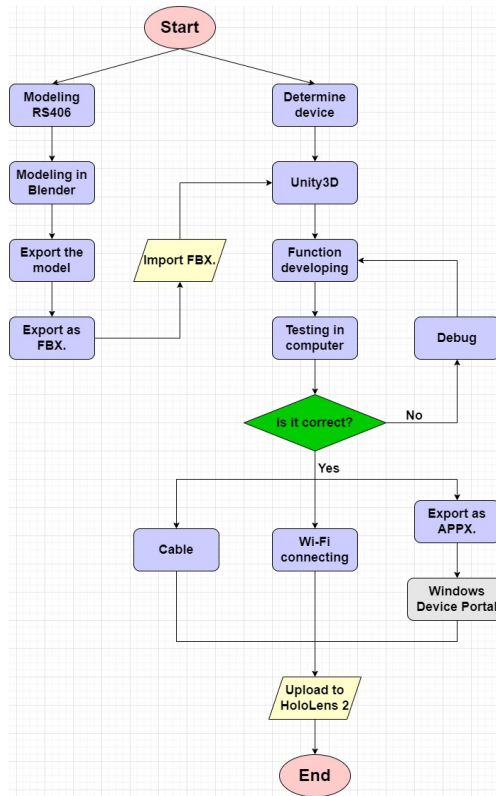 Start
Modeling
RS406
Determine
device
Modeling in
Blender
Unity3D
Export the
model
Import FBX.
Function
developing
Export as
FBX.
Testing in
computer
Debug
Is it correct?
No
Yes
Cable
Wi-Fi
connecting
Export as
APPX.
Windows
Device Portal
Upload to
HoloLens 2
End